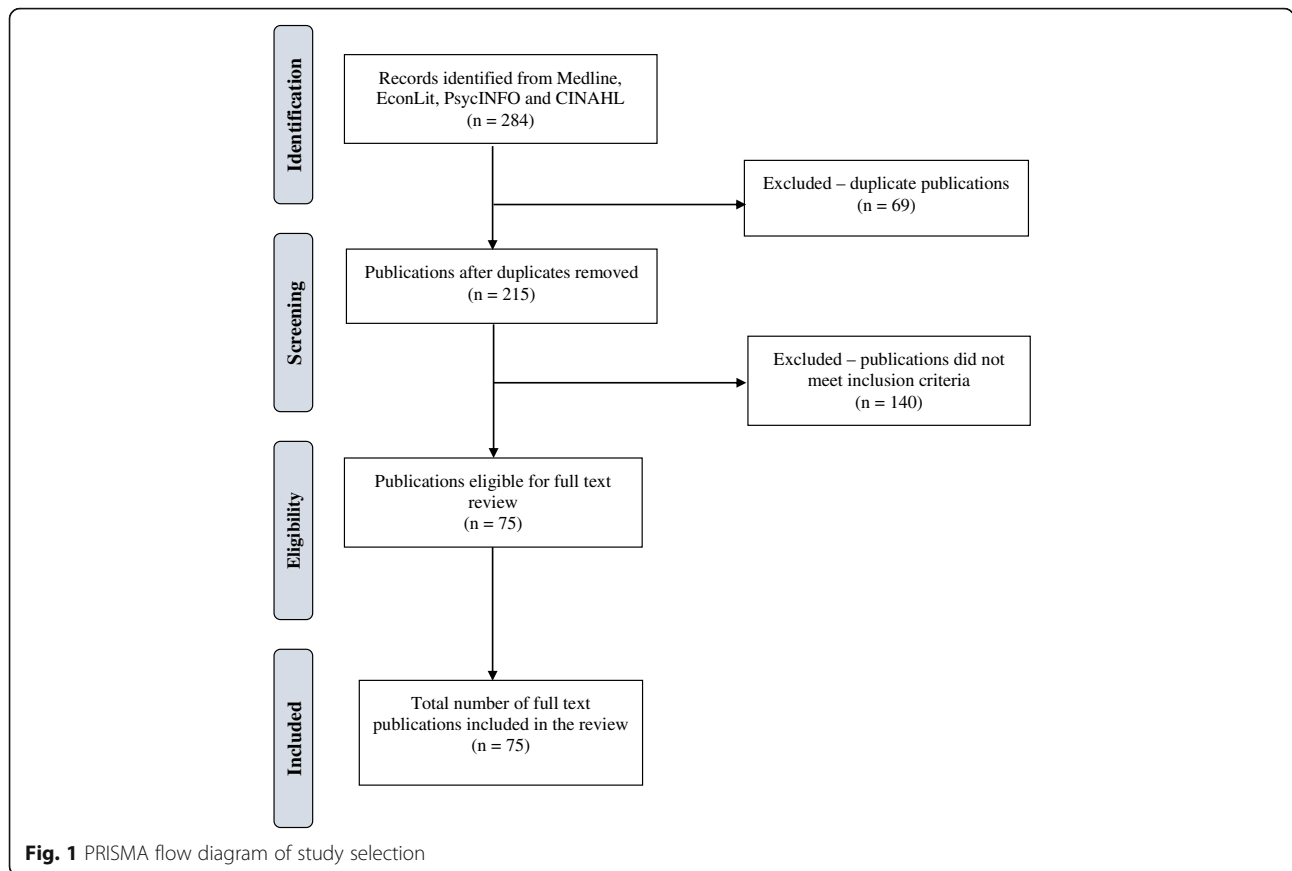 Identification
Records identified from Medline,
EconLit, PsycINFO and CINAHL
(n = 284)
Excluded – duplicate publications
(n = 69)
Screening
Publications after duplicates removed
(n = 215)
Excluded – publications did not
meet inclusion criteria
(n = 140)
Eligibility
Publications eligible for full text
review
(n = 75)
Included
Total number of full text
publications included in the review
(n = 75)
Fig. 1 PRISMA flow diagram of study selection